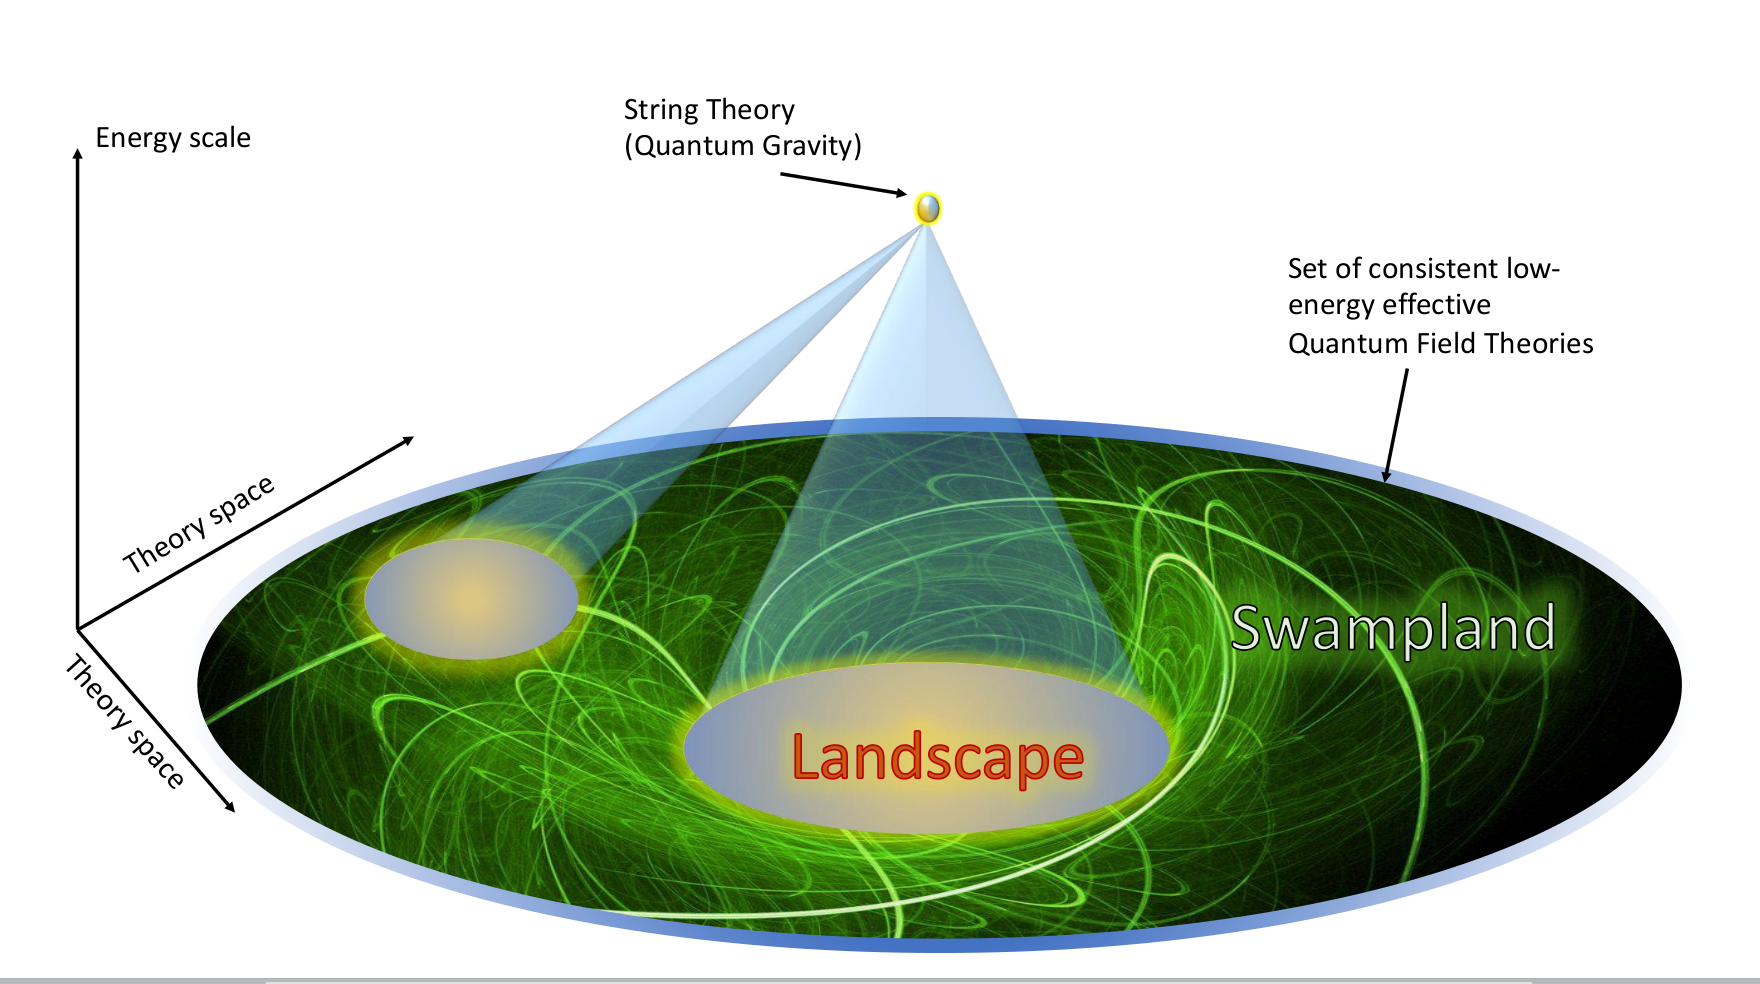 String Theory
(Quantum Gravity)
Energy scale
Set of consistent low-
energy effective
Quantum Field Theories
Theory space
Theory space
Swampland
Landscape